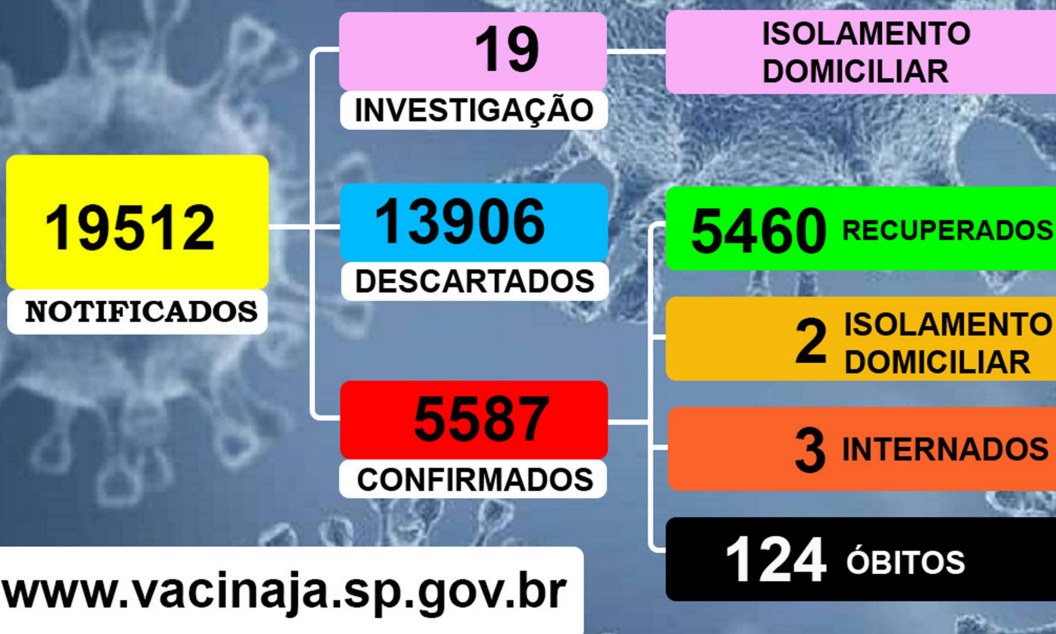 19512
NOTIFICADOS
19
INVESTIGAÇÃO
ISOLAMENTO
DOMICILIAR
13906
DESCARTADOS
5587
CONFIRMADOS
5460 RECUPERADOS
2 ISOLAMENTO
DOMICILIAR
3 INTERNADOS
124 ÓBITOS
www.vacinaja.sp.gov.br